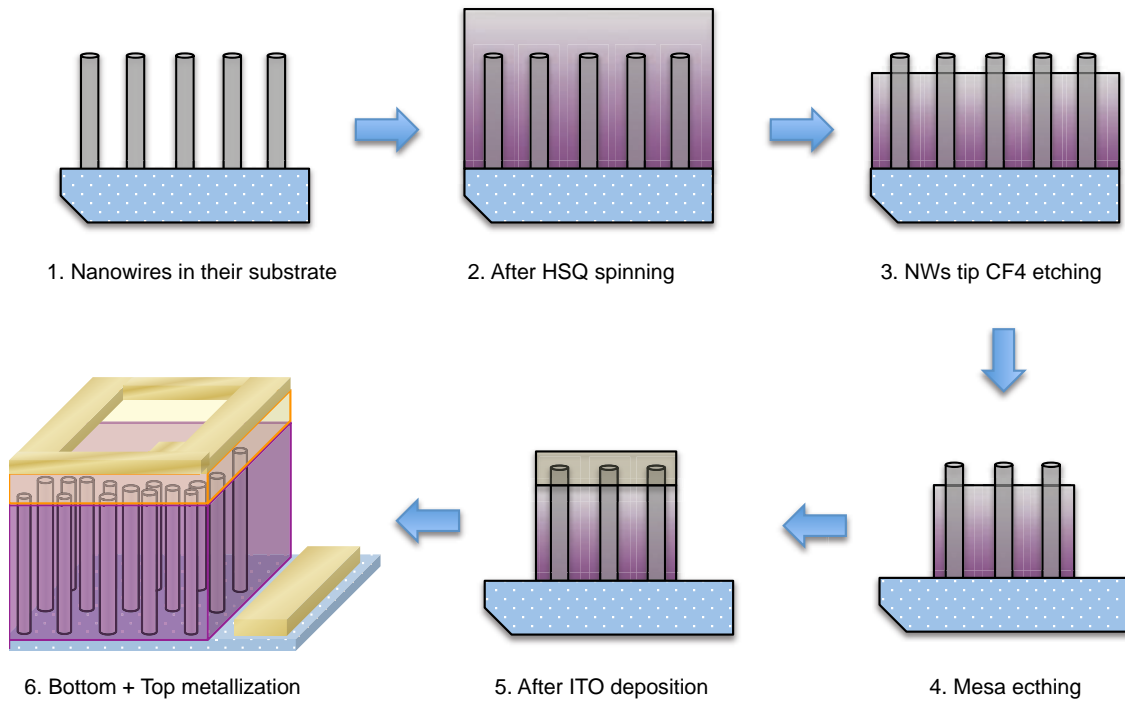 1. Nanowires in their substrate
2. After HSQ spinning
3. NWs tip CF4 etching
4. Mesa ecthing
5. After ITO deposition
6. Bottom + Top metallization